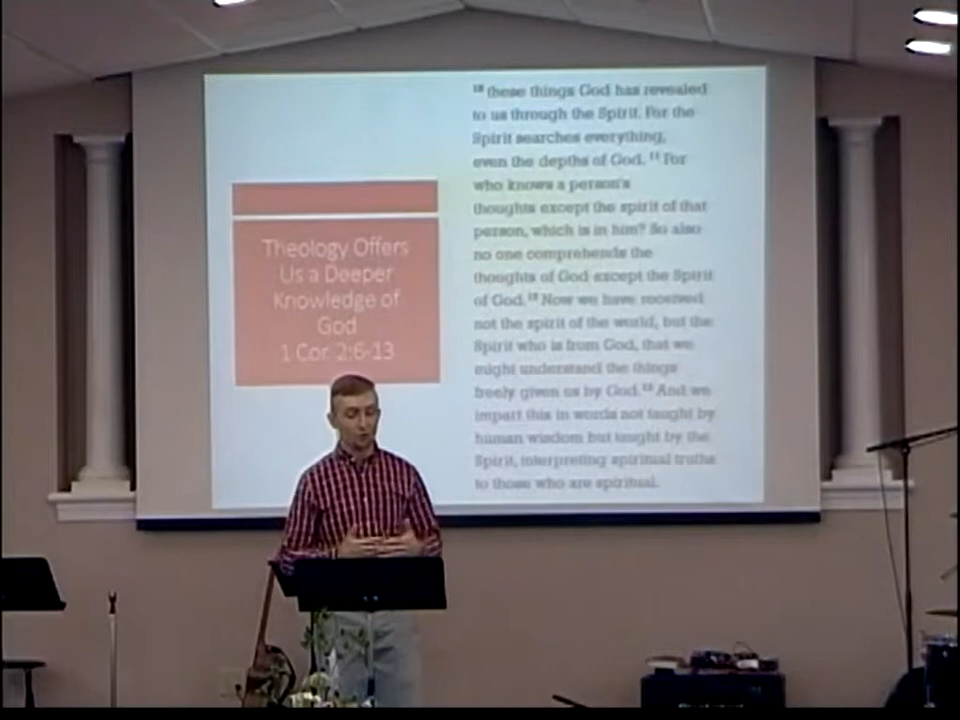 Theology Offers
Us a Deeper
Knowledge of
God
1 Cor. 2:6-13
¹⁰ these things God has revealed
to us through the Spirit. For the
Spirit searches everything,
even the depths of God. ¹¹ For
who knows a person's
thoughts except the spirit of that
person, which is in him? So also
no one comprehends the
thoughts of God except the Spirit
of God. ¹² Now we have received
not the spirit of the world, but the
Spirit who is from God, that we
might understand the things
freely given us by God. ¹³ And we
impart this in words not taught by
human wisdom but taught by the
Spirit, interpreting spiritual truths
to those who are spiritual.